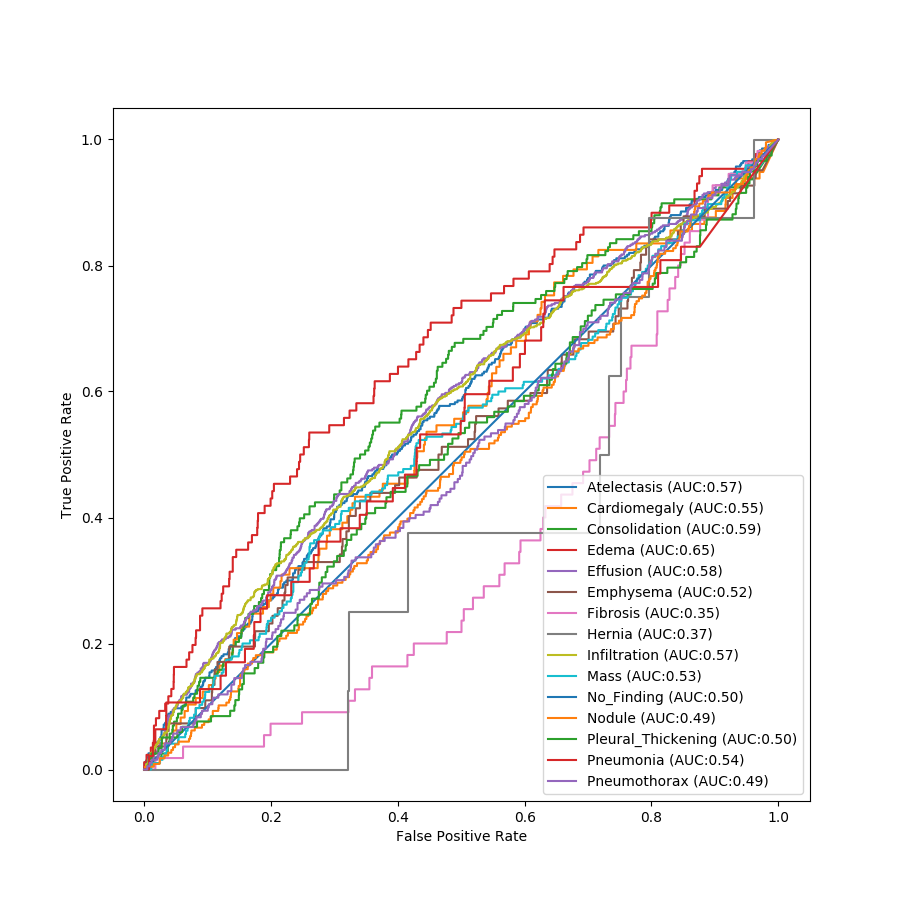 1.0
0.8
0.6
0.4
0.2
0.0
True Positive Rate
Atelectasis (AUC:0.57)
Cardiomegaly (AUC:0.55)
Consolidation (AUC:0.59)
Edema (AUC:0.65)
Effusion (AUC:0.58)
Emphysema (AUC:0.52)
Fibrosis (AUC:0.35)
Hernia (AUC:0.37)
Infiltration (AUC:0.57)
Mass (AUC:0.53)
No_Finding (AUC:0.50)
Nodule (AUC:0.49)
Pleural_Thickening (AUC:0.50)
Pneumonia (AUC:0.54)
Pneumothorax (AUC:0.49)
0.0 0.2 0.4 0.6 0.8 1.0
False Positive Rate